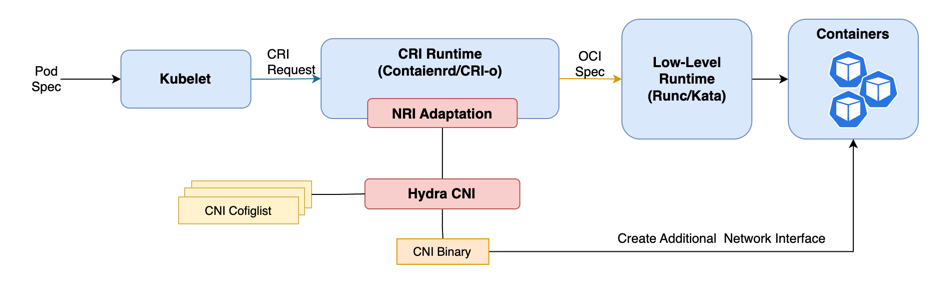 Pod
Spec
Kubelet
CRI
Request
CRI Runtime
(Contaienrd/CRI-o)
NRI Adaptation
OCI
Spec
Low-Level
Runtime
(Runc/Kata)
Containers
CNI Cofiglist
Hydra CNI
CNI Binary
Create Additional Network Interface